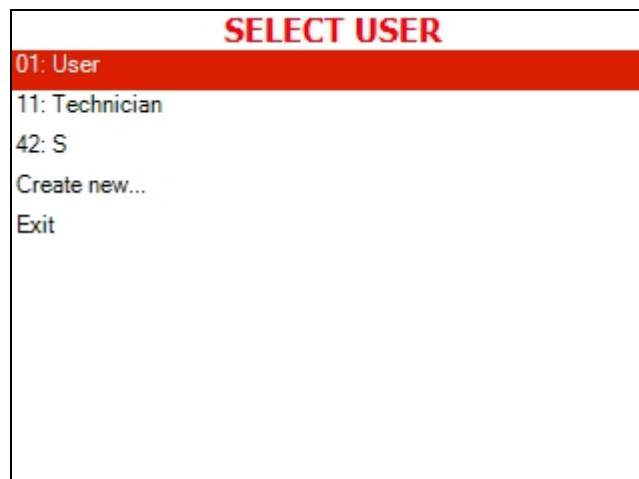 SELECT USER
01: User
11: Technician
42: S
Create new...
Exit